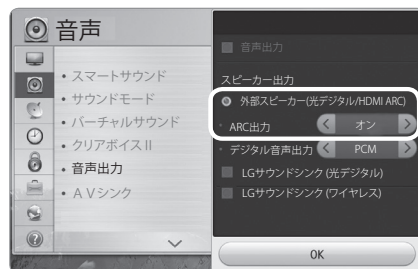 音声
・スマートサウンド
・サウンドモード
・バーチャルサウンド
・クリアボイスⅡ
・音声出力
・AVシンク
音声出力
スピーカー出力
外部スピーカー(光デジタル/HDMI ARC)
・ARC出力 オン
・デジタル音声出力 PCM
LGサウンドシンク (光デジタル)
LGサウンドシンク (ワイヤレス)
OK